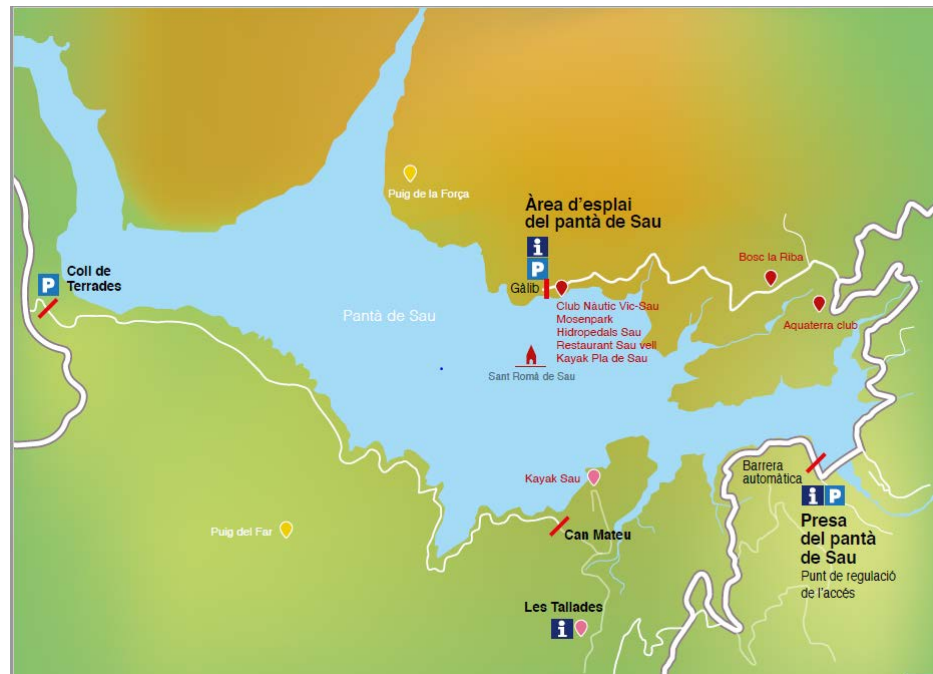 Puig de la Força
Àrea d'esplai
del pantà de Sau
i
P
Gàlib
Bosc la Riba
Coll de
Terrades
P
Club Nàutic Vic-Sau
Mosenpark
Hidropedals Sau
Restaurant Sau vell
Kayak Pla de Sau
Pantà de Sau
Aquaterra club
Sant Romà de Sau
Kayak Sau
Barrera
automàtica
i P
Presa
del pantà
de Sau
Punt de regulació
de l'accés
Puig del Far
Can Mateu
Les Tallades
i